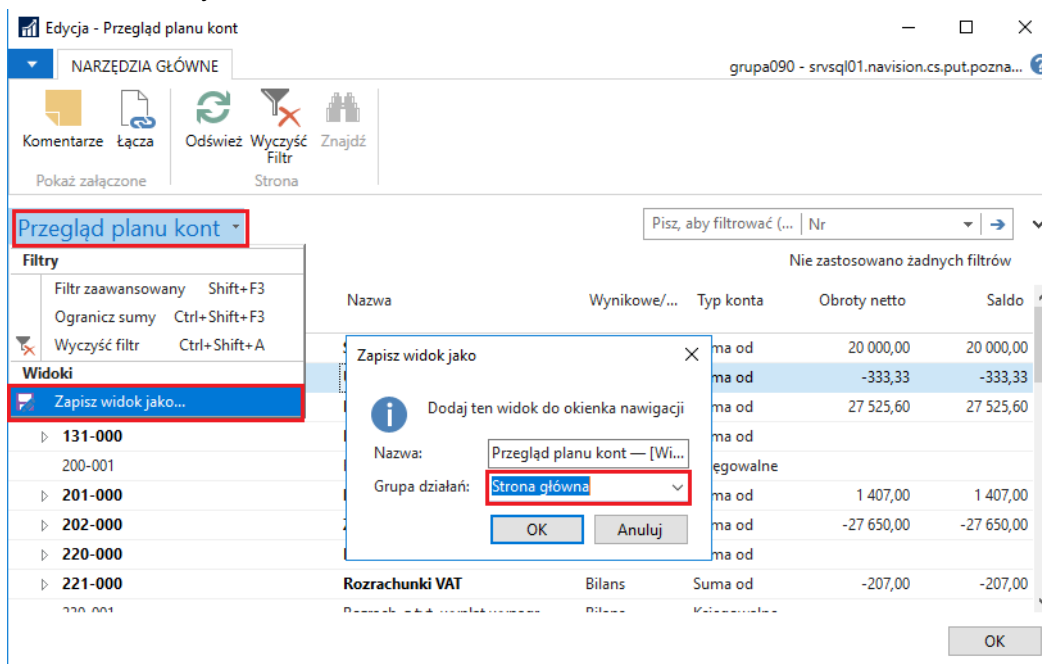 Edycja - Przegląd planu kont
NARZĘDZIA GŁÓWNE
grupa090 - srvsql01.navision.cs.put.pozna...
Komentarze Łącza Odśwież Wyczyść Filtr Znajdź
Pokaż załączone Strona
Przegląd planu kont
Pisz, aby filtrować (... Nr
Filtry
Nie zastosowano żadnych filtrów
Filtr zaawansowany Shift+F3
Ogranicz sumy Ctrl+Shift+F3
Wyczyść filtr Ctrl+Shift+A
Widoki
Zapisz widok jako...
Nazwa Wynikowe/... Typ konta Obroty netto Saldo
ma od 20 000,00 20 000,00
ma od -333,33 -333,33
ma od 27 525,60 27 525,60
131-000 ma od
200-001 ęgowalne
201-000 ma od 1 407,00 1 407,00
202-000 ma od -27 650,00 -27 650,00
220-000 ma od
221-000 Rozrachunki VAT Bilans Suma od -207,00 -207,00
Zapisz widok jako
Dodaj ten widok do okienka nawigacji
Nazwa: Przegląd planu kont — [Wi...
Grupa działań: Strona główna
OK Anuluj
OK